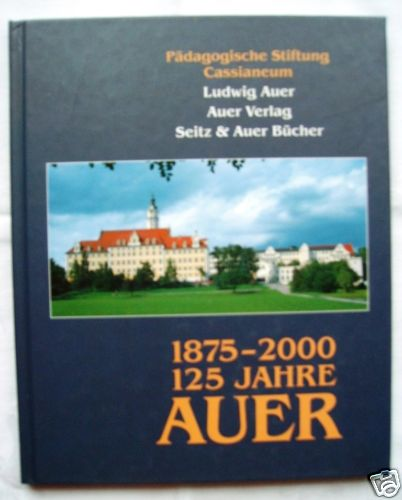 Pädagogische Stiftung
Cassianeum
Ludwig Auer
Auer Verlag
Seitz & Auer Bücher
1875–2000
125 JAHRE
AUER